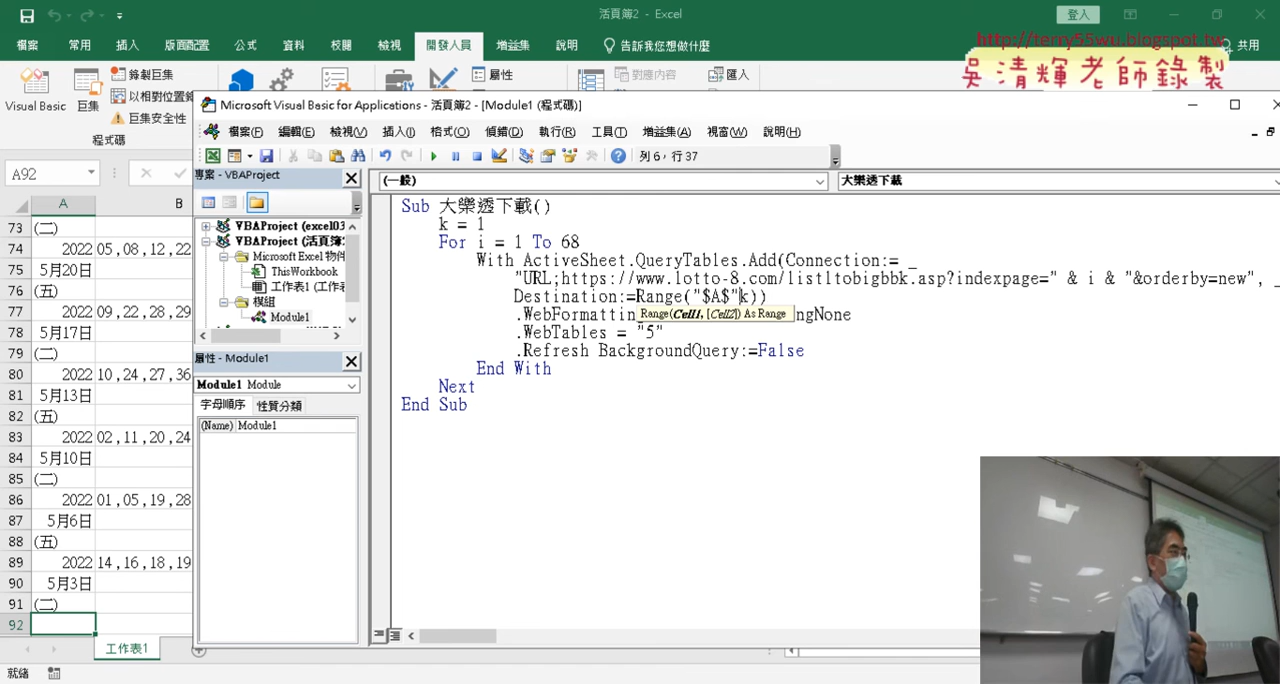 活頁簿2 - Excel
登入
http://terry55wu.blogspot.tw
吳清輝老師錄製
檔案 常用 插入 版面配置 公式 資料 校閱 檢視 開發人員 增益集 說明 告訴我您想做什麼 共用
Visual Basic 巨集 錄製巨集
以相對位置錄
巨集安全性
程式碼
屬性 對應內容 匯入
Microsoft Visual Basic for Applications - 活頁簿2 - [Module1 (程式碼)]
檔案(F) 編輯(E) 檢視(V) 插入(I) 格式(O) 偵錯(D) 執行(R) 工具(T) 增益集(A) 視窗(W) 說明(H)
列 6, 行 37
A92
專案 - VBAProject
(一般) 大樂透下載
VBAProject (excel03
VBAProject (活頁簿2
Microsoft Excel 物件
ThisWorkbook
工作表1 (工作表
模組
Module1
屬性 - Module1
Module1 Module
字母順序 性質分類
(Name) Module1
Sub 大樂透下載()
k = 1
For i = 1 To 68
With ActiveSheet.QueryTables.Add(Connection:= _
"URL;https://www.lotto-8.com/listltobigbbk.asp?indexpage=" & i & "&orderby=new", _
Destination:=Range("$A$"k))
Range(Cell1, [Cell2]) As Range
.WebFormattin ngNone
.WebTables = "5"
.Refresh BackgroundQuery:=False
End With
Next
End Sub
A B
73 (二)
74 2022 05,08,12,22
75 5月20日
76 (五)
77 2022 09,22,28,29
78 5月17日
79 (二)
80 2022 10,24,27,36
81 5月13日
82 (五)
83 2022 02,11,20,24
84 5月10日
85 (二)
86 2022 01,05,19,28
87 5月6日
88 (五)
89 2022 14,16,18,19
90 5月3日
91 (二)
92
工作表1
就緒